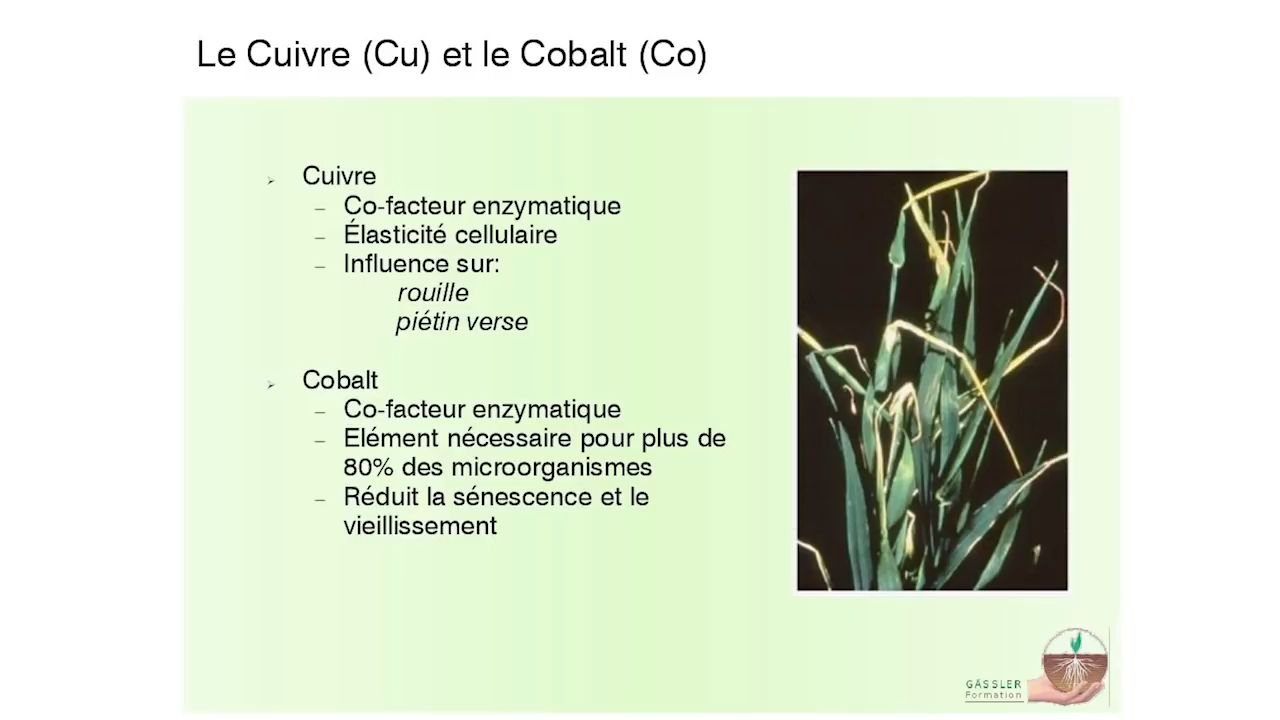 Le Cuivre (Cu) et le Cobalt (Co)
➢ Cuivre
– Co-facteur enzymatique
– Élasticité cellulaire
– Influence sur:
rouille
piétin verse
➢ Cobalt
– Co-facteur enzymatique
– Elément nécessaire pour plus de
80% des microorganismes
– Réduit la sénescence et le
vieillissement
GÄSSLER
Formation